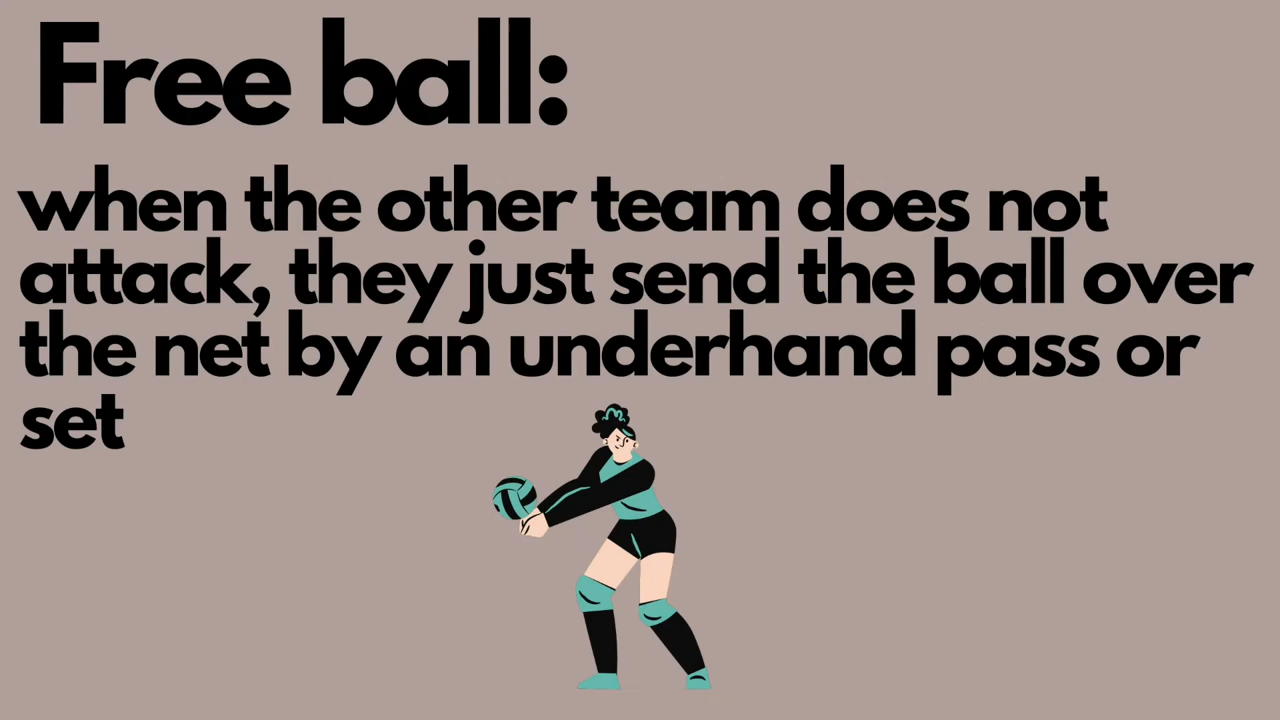 Free ball:
when the other team does not
attack, they just send the ball over
the net by an underhand pass or
set